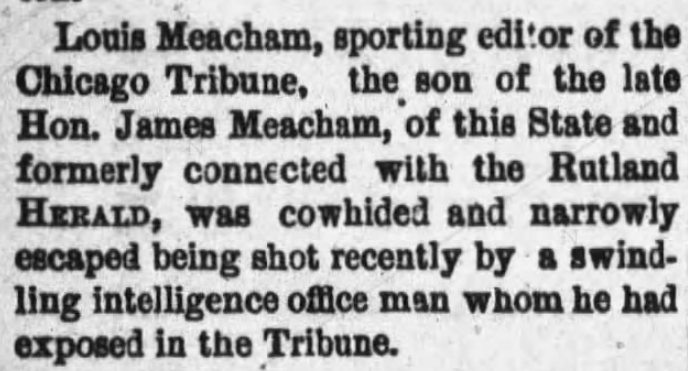 Louis Meacham, sporting editor of the
Chicago Tribune, the son of the late
Hon. James Meacham, of this State and
formerly connected with the Rutland
HERALD, was cowhided and narrowly
escaped being shot recently by a swind-
ling intelligence office man whom he had
exposed in the Tribune.